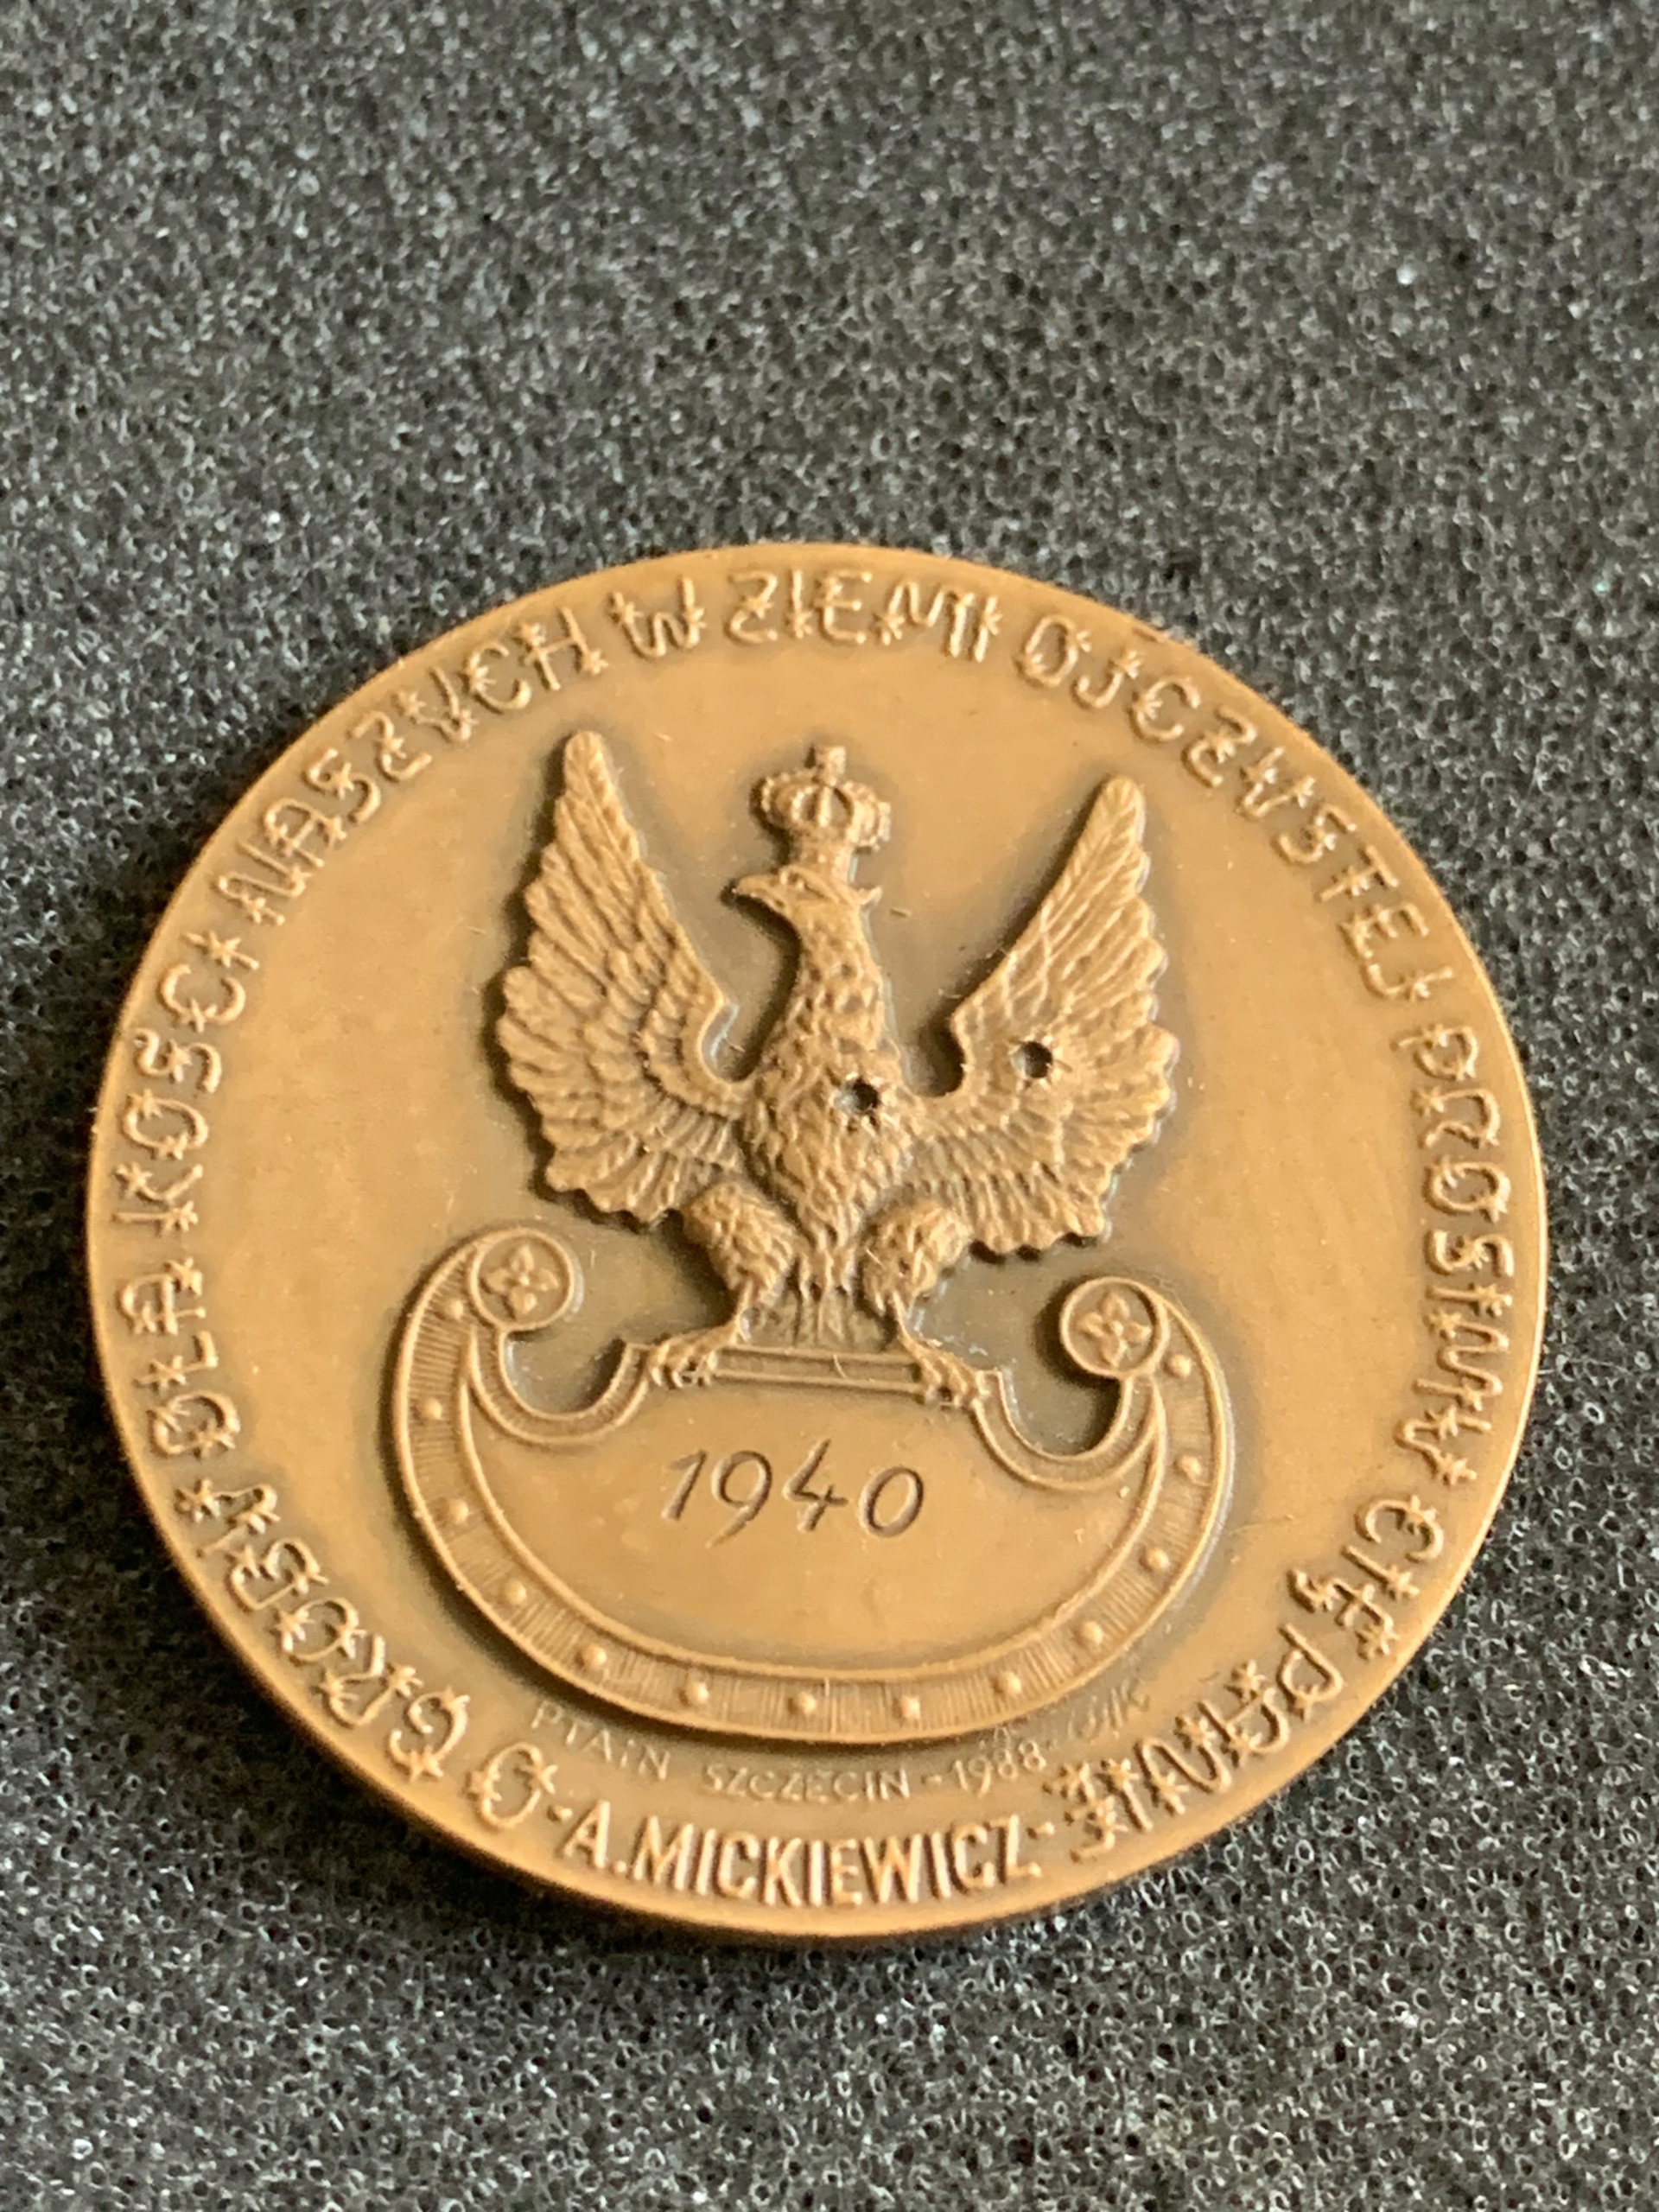 O GROBY DLA KOŚCI NASZYCH W ZIEMI OJCZYSTEJ PROSIMY CIĘ PANIE
-A.MICKIEWICZ-
1940
PTAiN SZCZECIN -1988-